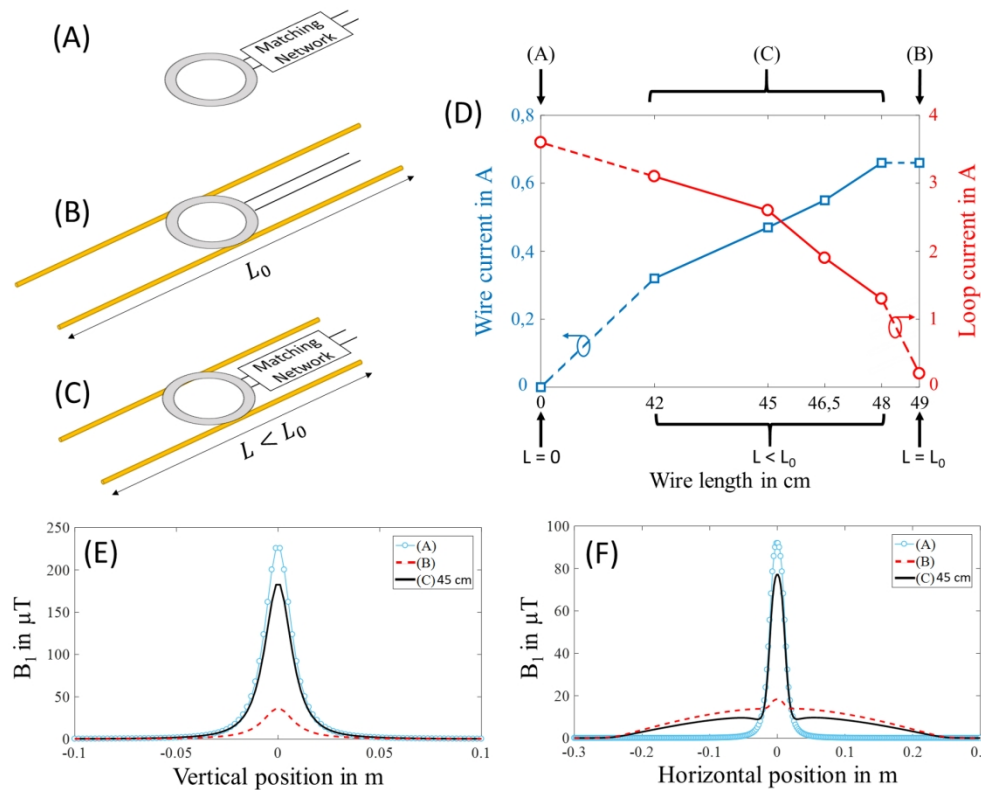 (A)
Matching
Network
(B)
L₀
(C)
Matching
Network
L < L₀
(D)
(A)
(C)
(B)
Wire current in A
0,8
0,6
0,4
0,2
0
Loop current in A
4
3
2
1
0
0 42 45 46,5 48 49
L = 0
L < L₀
L = L₀
Wire length in cm
(E)
B₁ in µT
250
200
150
100
50
0
-0.1 -0.05 0 0.05 0.1
Vertical position in m
(A)
(B)
(C) 45 cm
(F)
B₁ in µT
100
80
60
40
20
0
-0.3 -0.2 -0.1 0 0.1 0.2 0.3
Horizontal position in m
(A)
(B)
(C) 45 cm